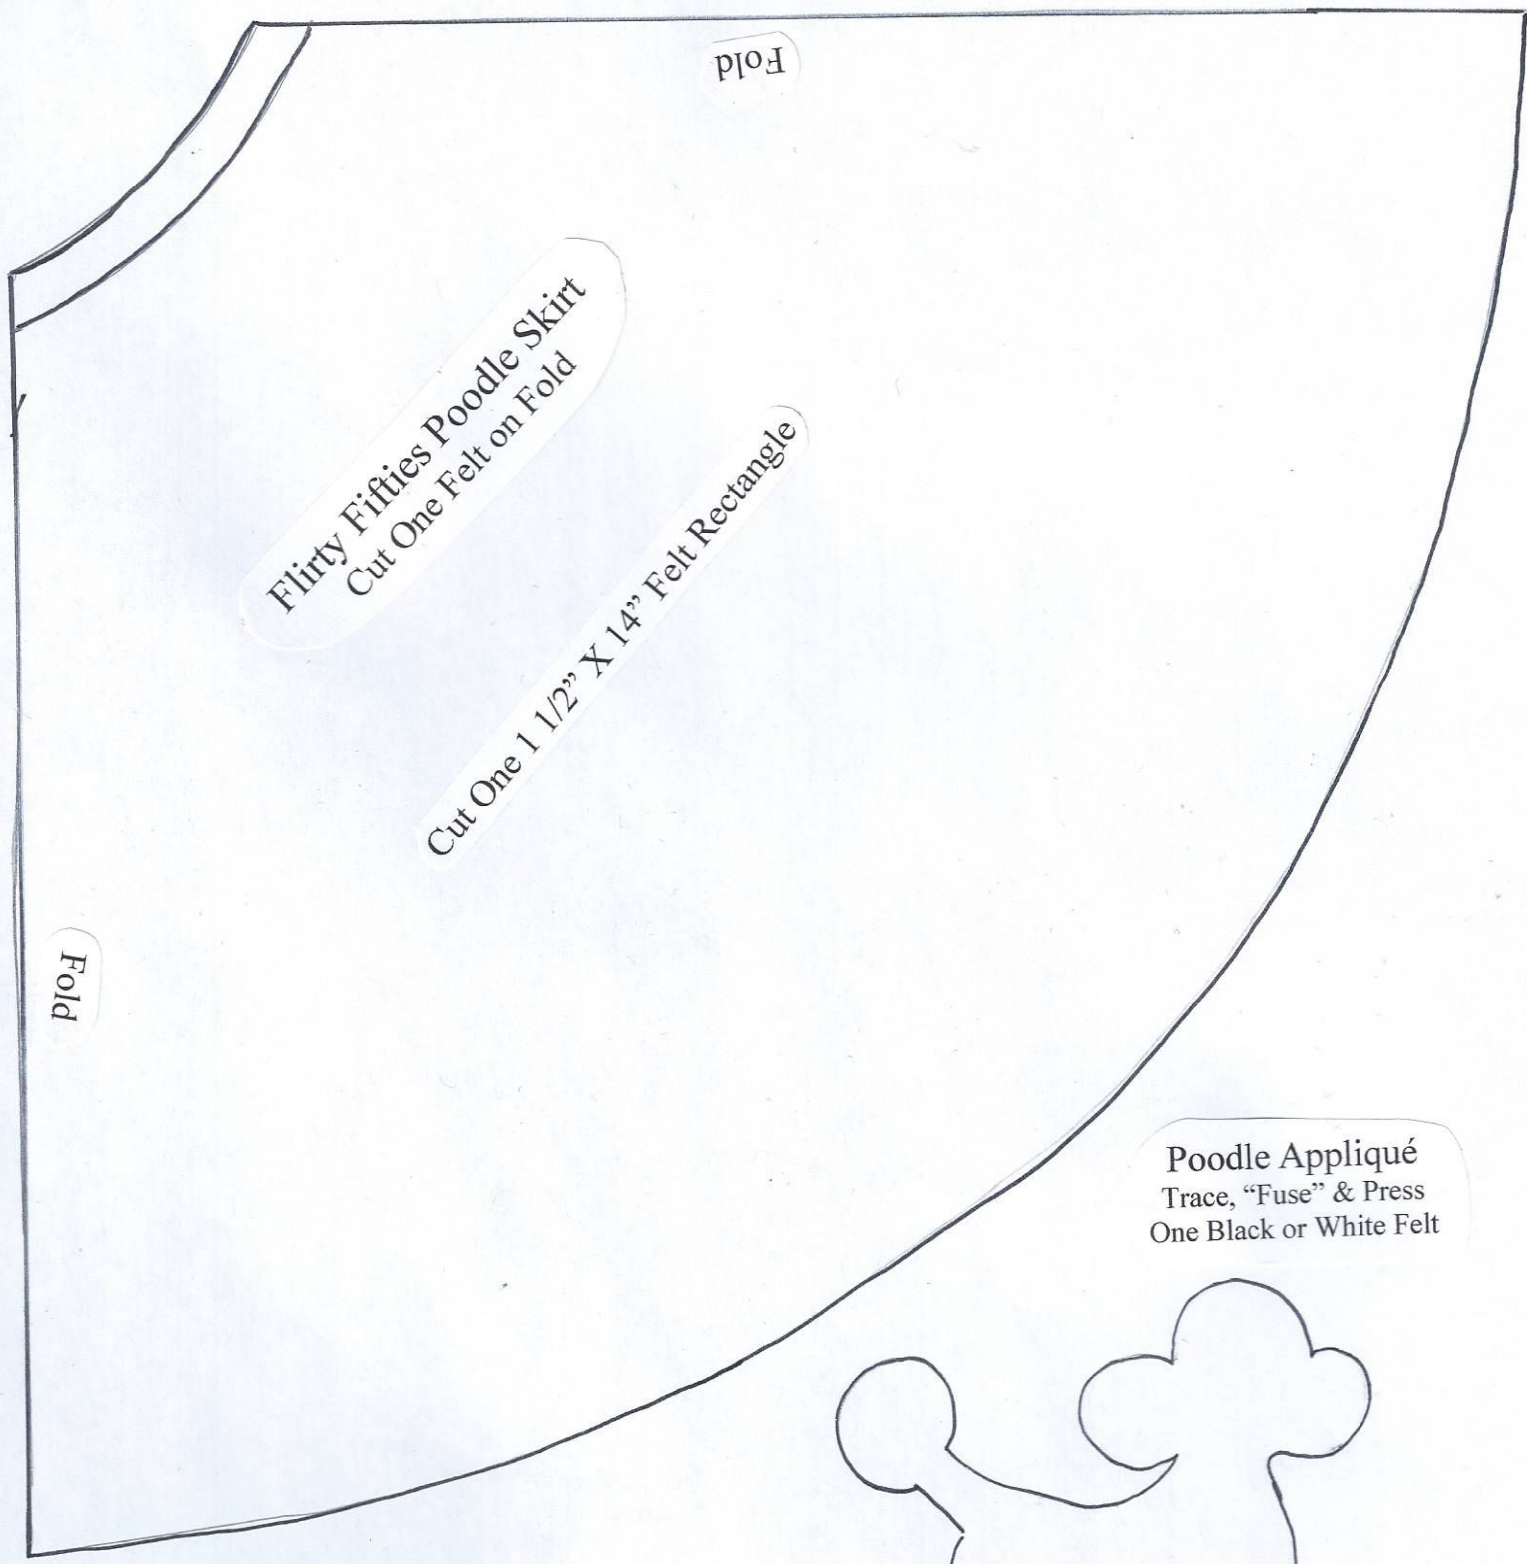 Fold
Flirty Fifties Poodle Skirt
Cut One Felt on Fold
Cut One 1 1/2” X 14” Felt Rectangle
Fold
Poodle Appliqué
Trace, “Fuse” & Press
One Black or White Felt